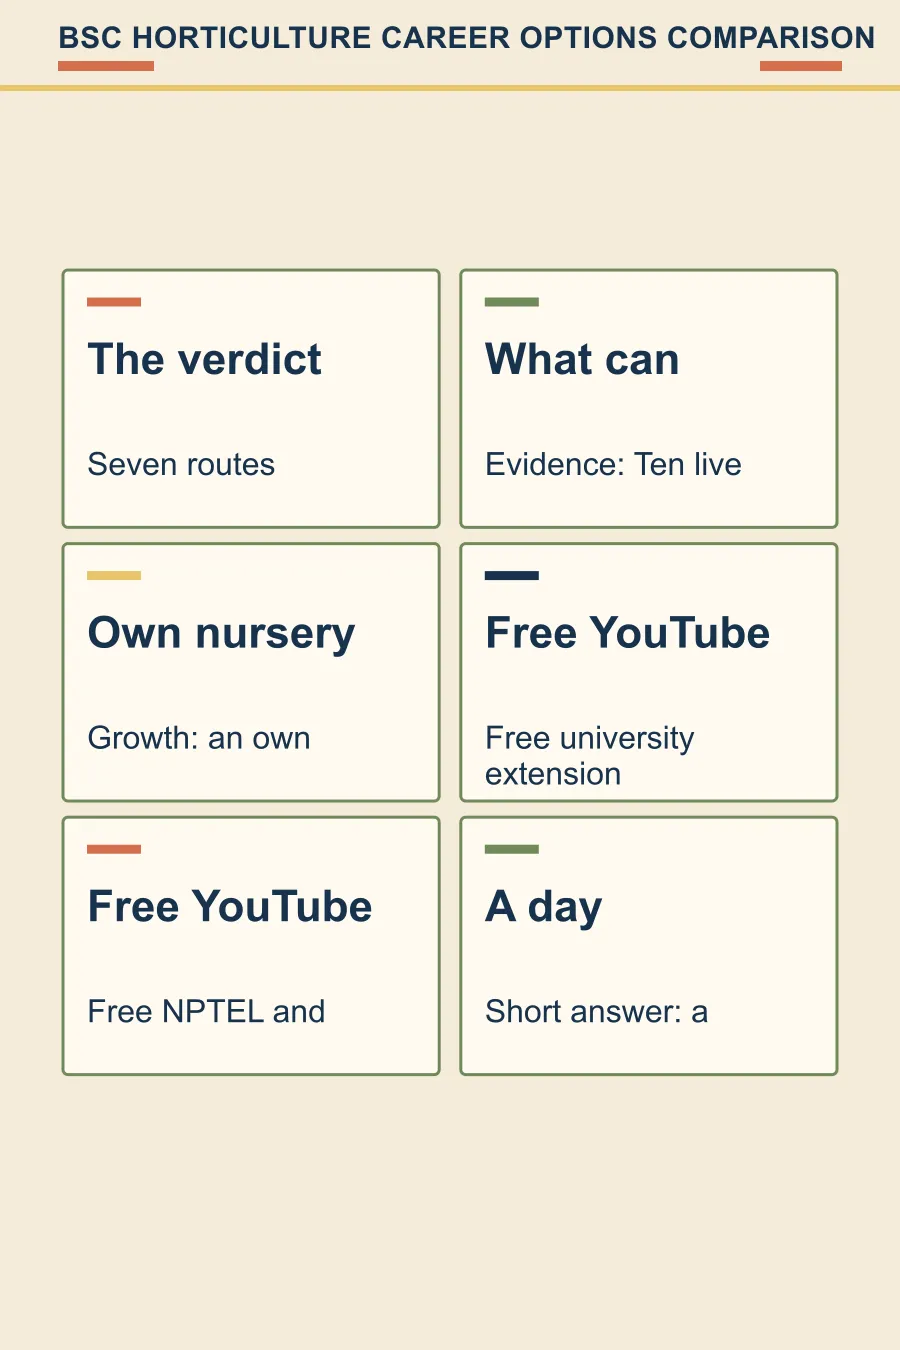 BSC HORTICULTURE CAREER OPTIONS COMPARISON
The verdict
Seven routes
What can
Evidence: Ten live
Own nursery
Growth: an own
Free YouTube
Free university
extension
Free YouTube
Free NPTEL and
A day
Short answer: a